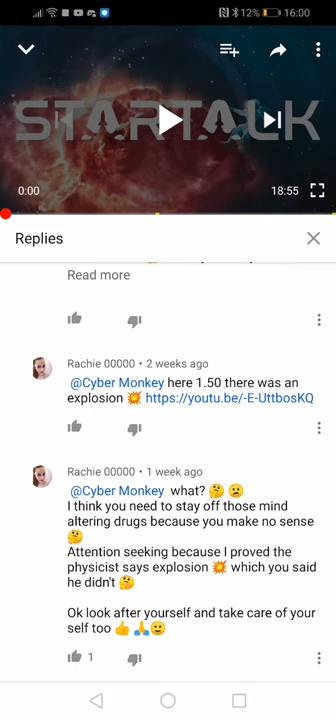 12% 16:00
STARTALK
0:00
18:55
Replies
Read more
Rachie 00000 • 2 weeks ago
@Cyber Monkey here 1.50 there was an
explosion 💥 https://youtu.be/-E-UttbosKQ
Rachie 00000 • 1 week ago
@Cyber Monkey what? 🤔 😦
I think you need to stay off those mind
altering drugs because you make no sense
🤔
Attention seeking because I proved the
physicist says explosion 💥 which you said
he didn't 🤔
Ok look after yourself and take care of your
self too 👍 🙏 🙂
1